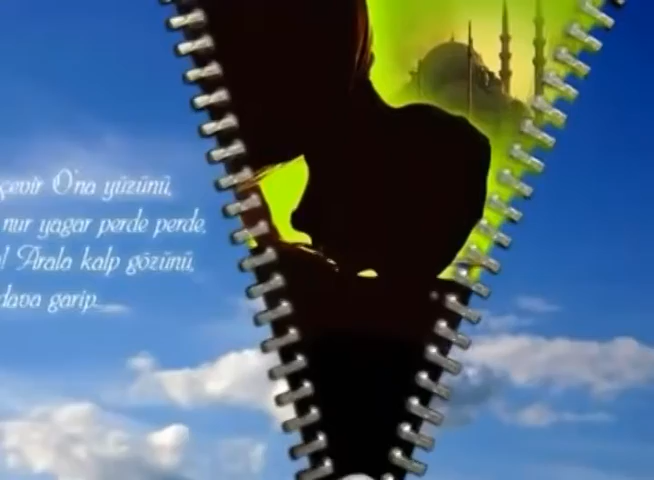 çevir O'na yüzünü,
nur yagar perde perde,
Arala kalp gözünü,
dava garip...